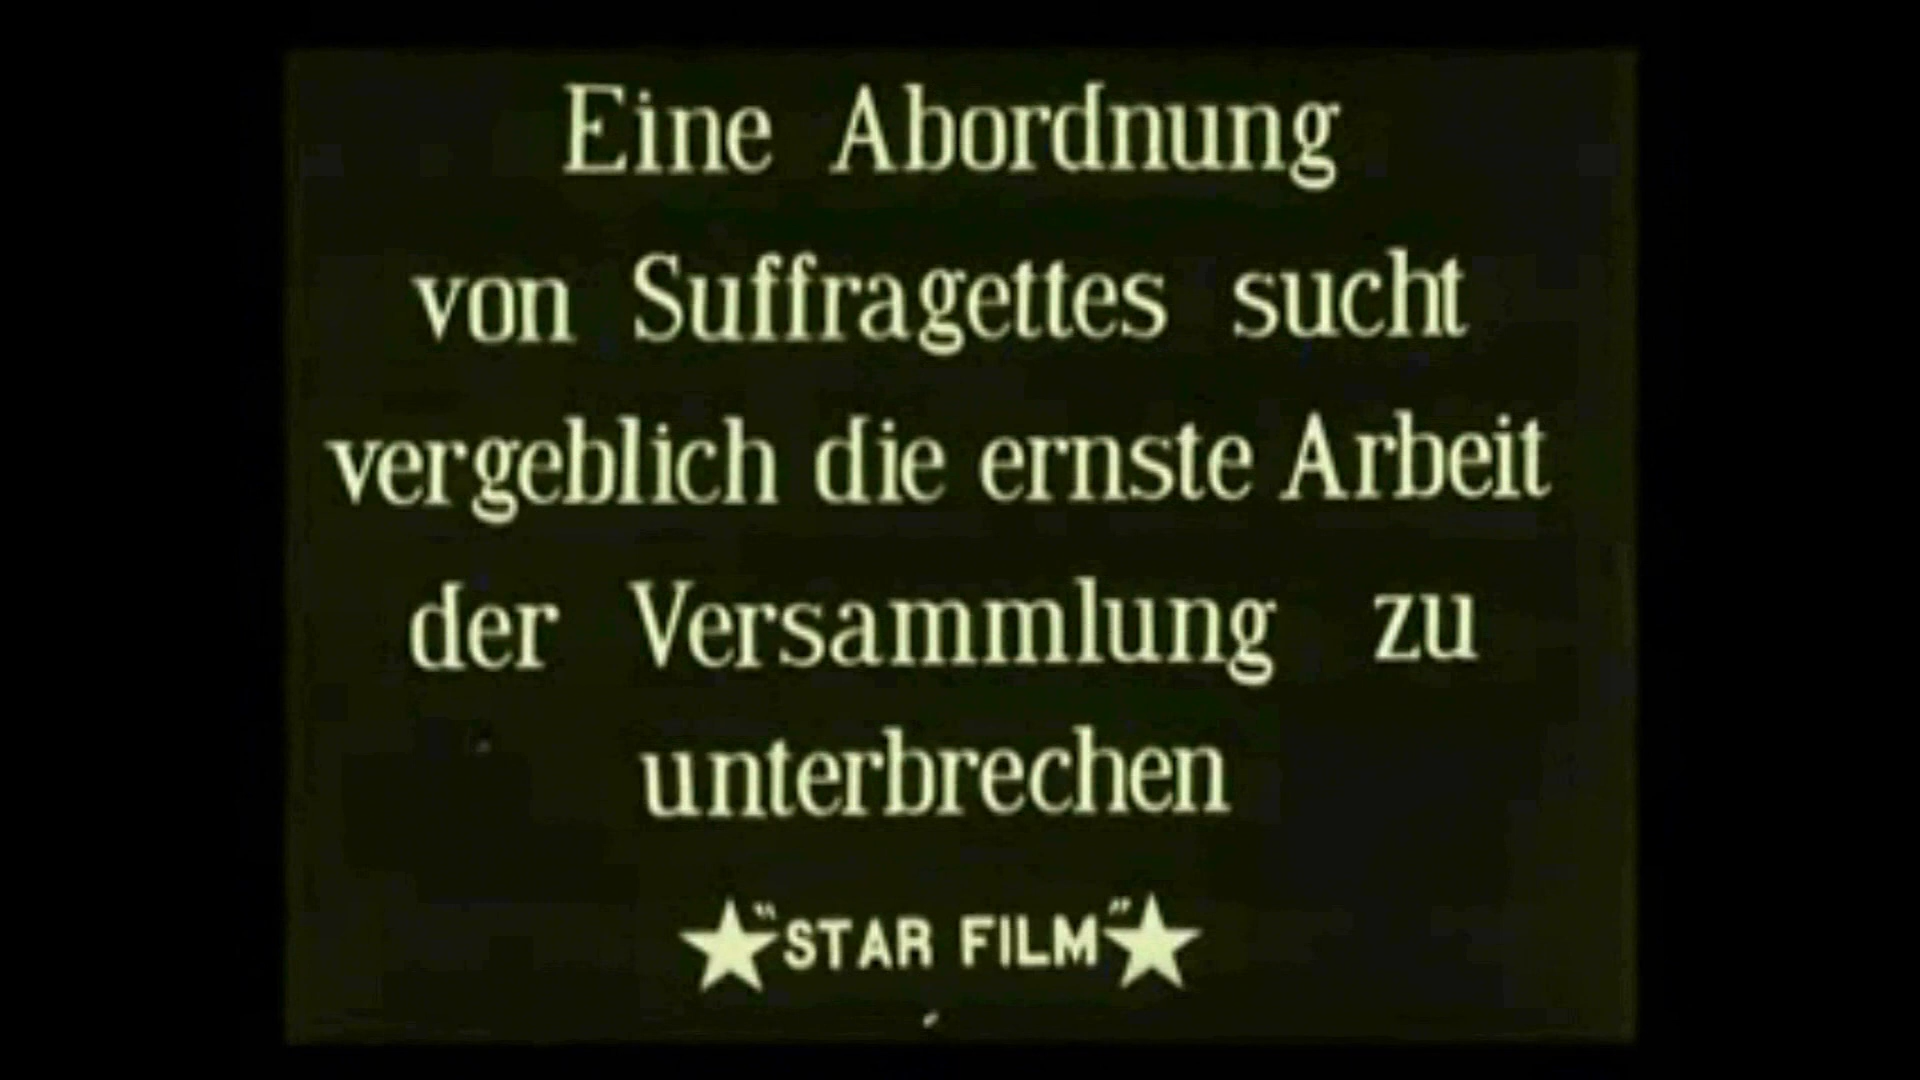 Eine Abordnung
von Suffragettes sucht
vergeblich die ernste Arbeit
der Versammlung zu
unterbrechen
★"STAR FILM"★